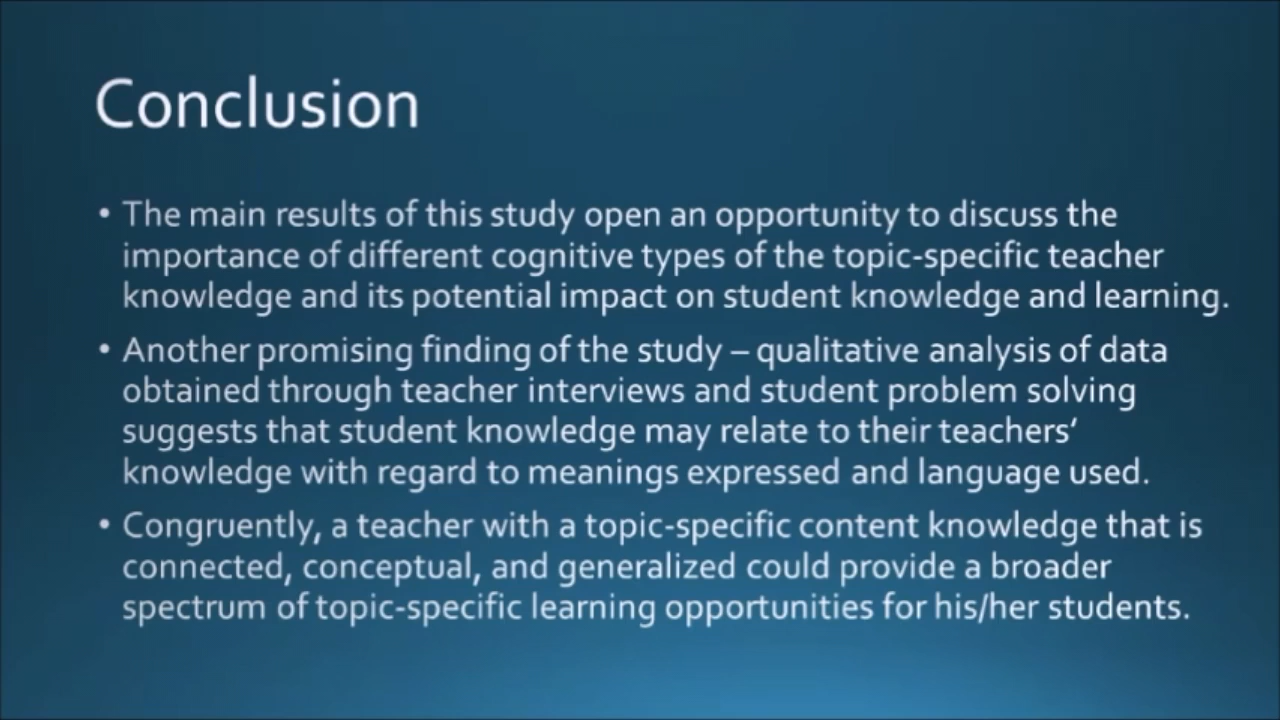 Conclusion
• The main results of this study open an opportunity to discuss the
importance of different cognitive types of the topic-specific teacher
knowledge and its potential impact on student knowledge and learning.
• Another promising finding of the study – qualitative analysis of data
obtained through teacher interviews and student problem solving
suggests that student knowledge may relate to their teachers’
knowledge with regard to meanings expressed and language used.
• Congruently, a teacher with a topic-specific content knowledge that is
connected, conceptual, and generalized could provide a broader
spectrum of topic-specific learning opportunities for his/her students.